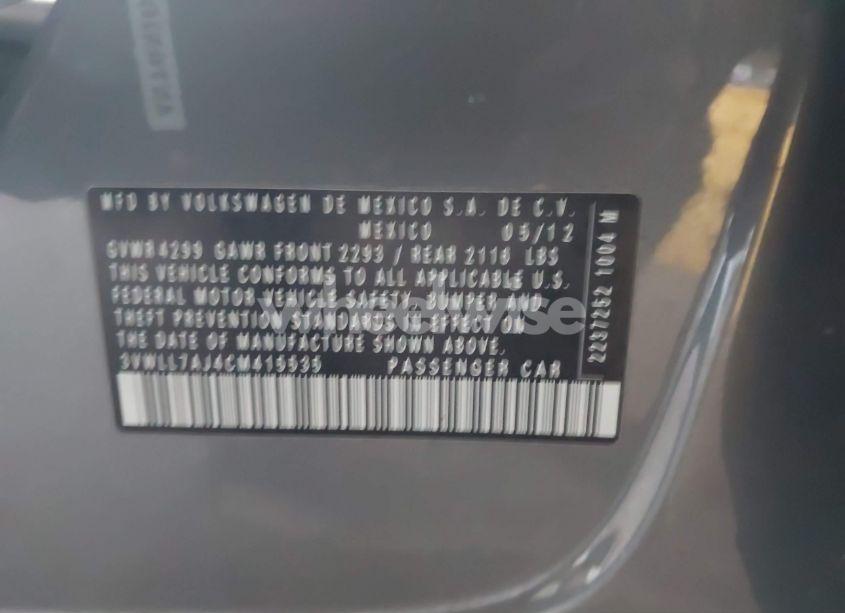 MFD BY VOLKSWAGEN DE MEXICO S.A. DE C.V.
MEXICO 05/12
GVWR 4299 GAWR FRONT 2293 / REAR 2116 LBS
THIS VEHICLE CONFORMS TO ALL APPLICABLE U.S.
FEDERAL MOTOR VEHICLE SAFETY, BUMPER AND
THEFT PREVENTION STANDARDS IN EFFECT ON
THE DATE OF MANUFACTURE SHOWN ABOVE.
3VWLL7AJ4CM415535 PASSENGER CAR
2237252 1004 M
wheelwise